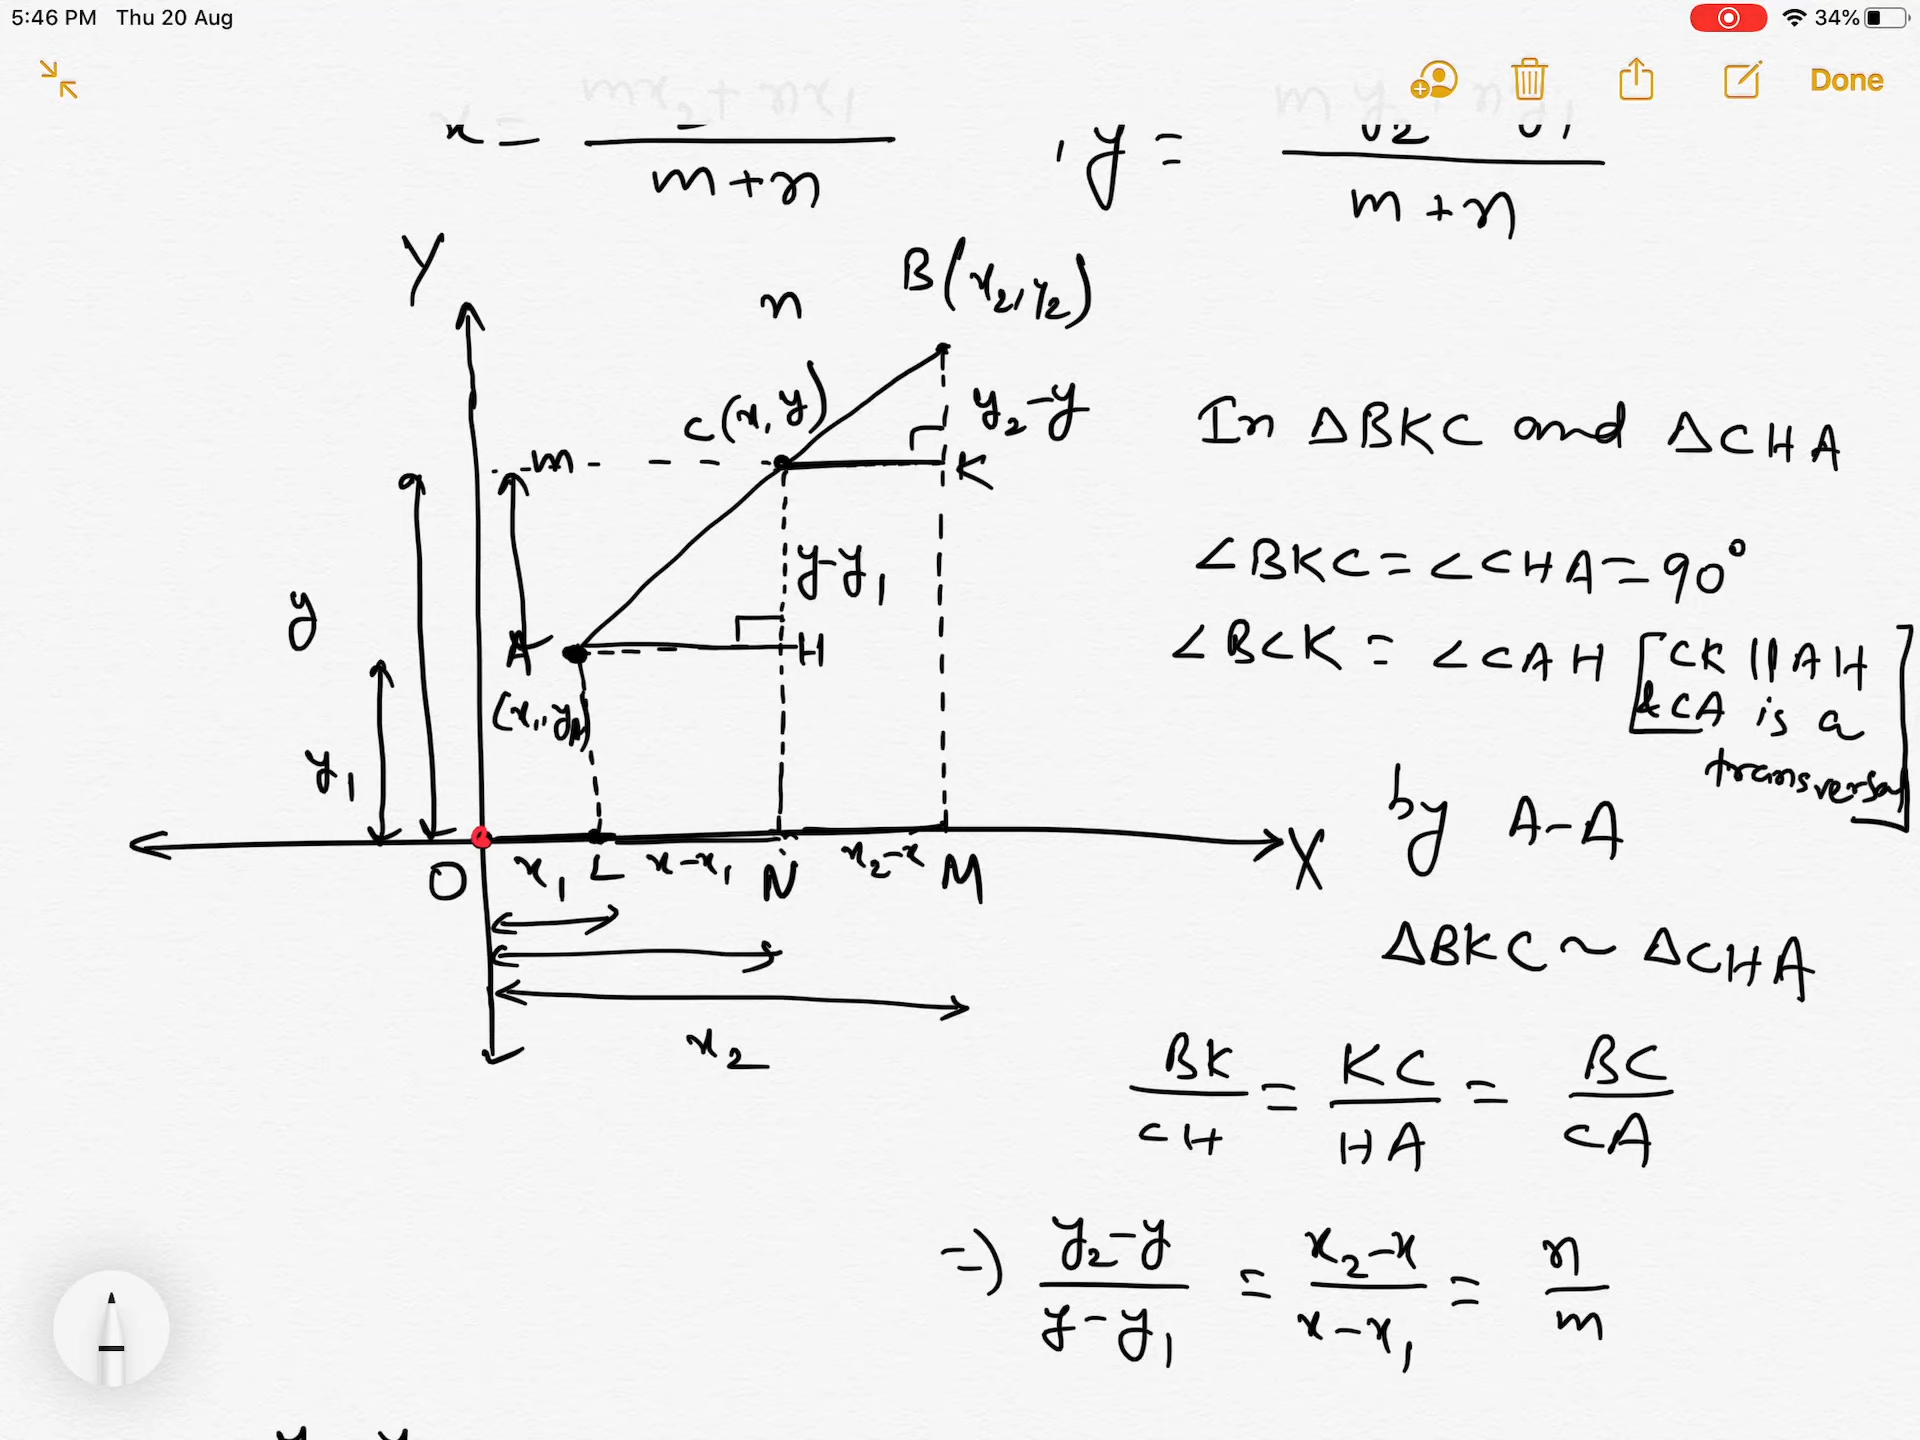 5:46 PM Thu 20 Aug
34%
Done
mx2 + nx1
x =
m+n
, y =
m+n
Y
n
B(x2, y2)
C(x, y)
y2-y
m
K
y-y1
y
A
H
(x1, y1)
y1
O
x1
L
x-x1
N
x2-x
M
X
x2
In ΔBKC and ΔCHA
∠BKC = ∠CHA = 90°
∠BCK = ∠CAH [CK || AH
& CA is a
transversal]
by A-A
ΔBKC ~ ΔCHA
BK/CH = KC/HA = BC/CA
=) y2-y/y-y1 = x2-x/x-x1 = n/m